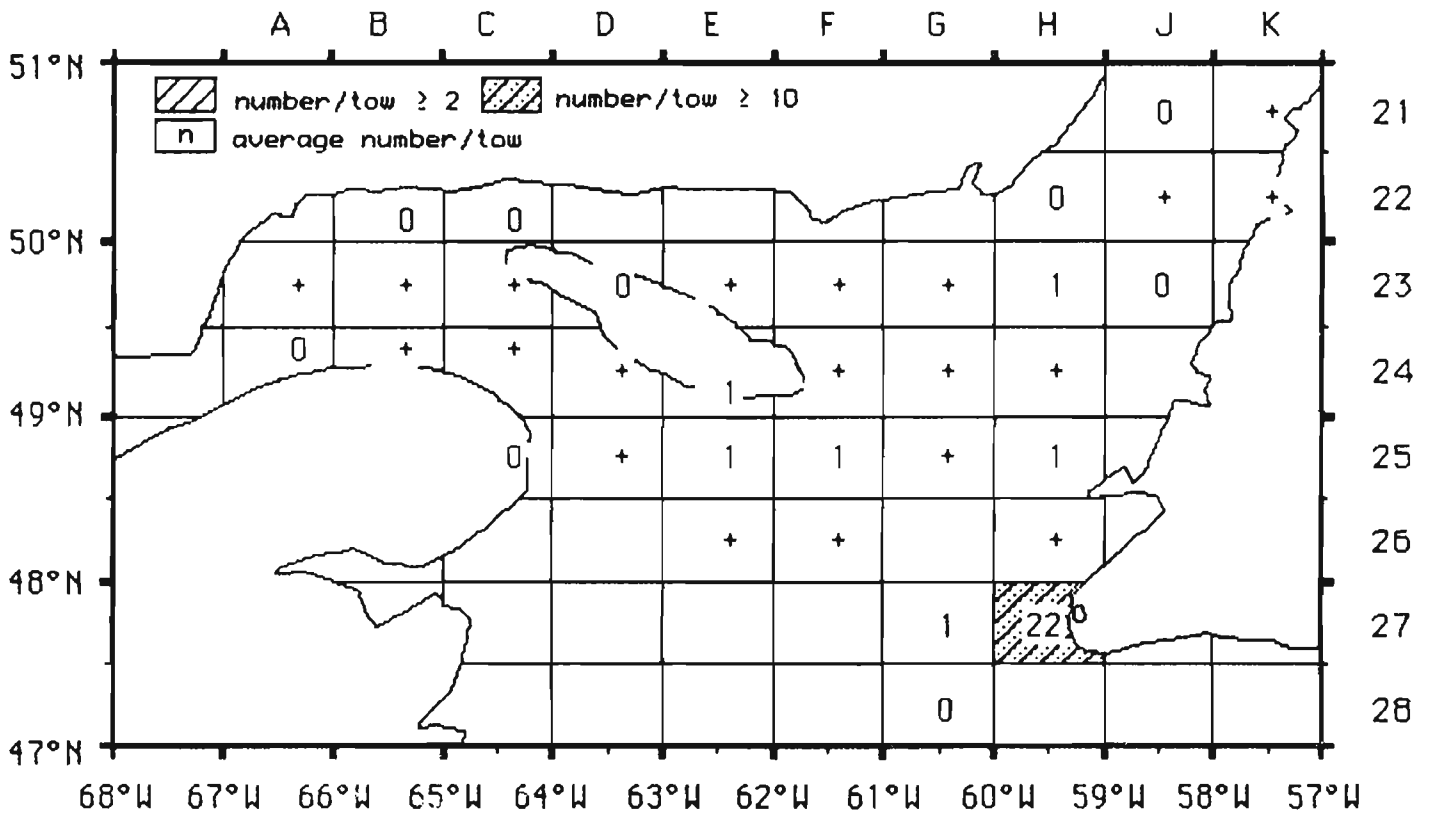 A B C D E F G H J K
51°N
number/tow ≥ 2 number/tow ≥ 10
n average number/tow
0 + 21
0 + + 22
0 0
50°N
+ + + 0 + + + 1 0 23
0 + + + + + + 24
1
49°N
0 + 1 1 + 1 25
+ + + 26
48°N
1 22 0 27
0 28
47°N
68°W 67°W 66°W 65°W 64°W 63°W 62°W 61°W 60°W 59°W 58°W 57°W